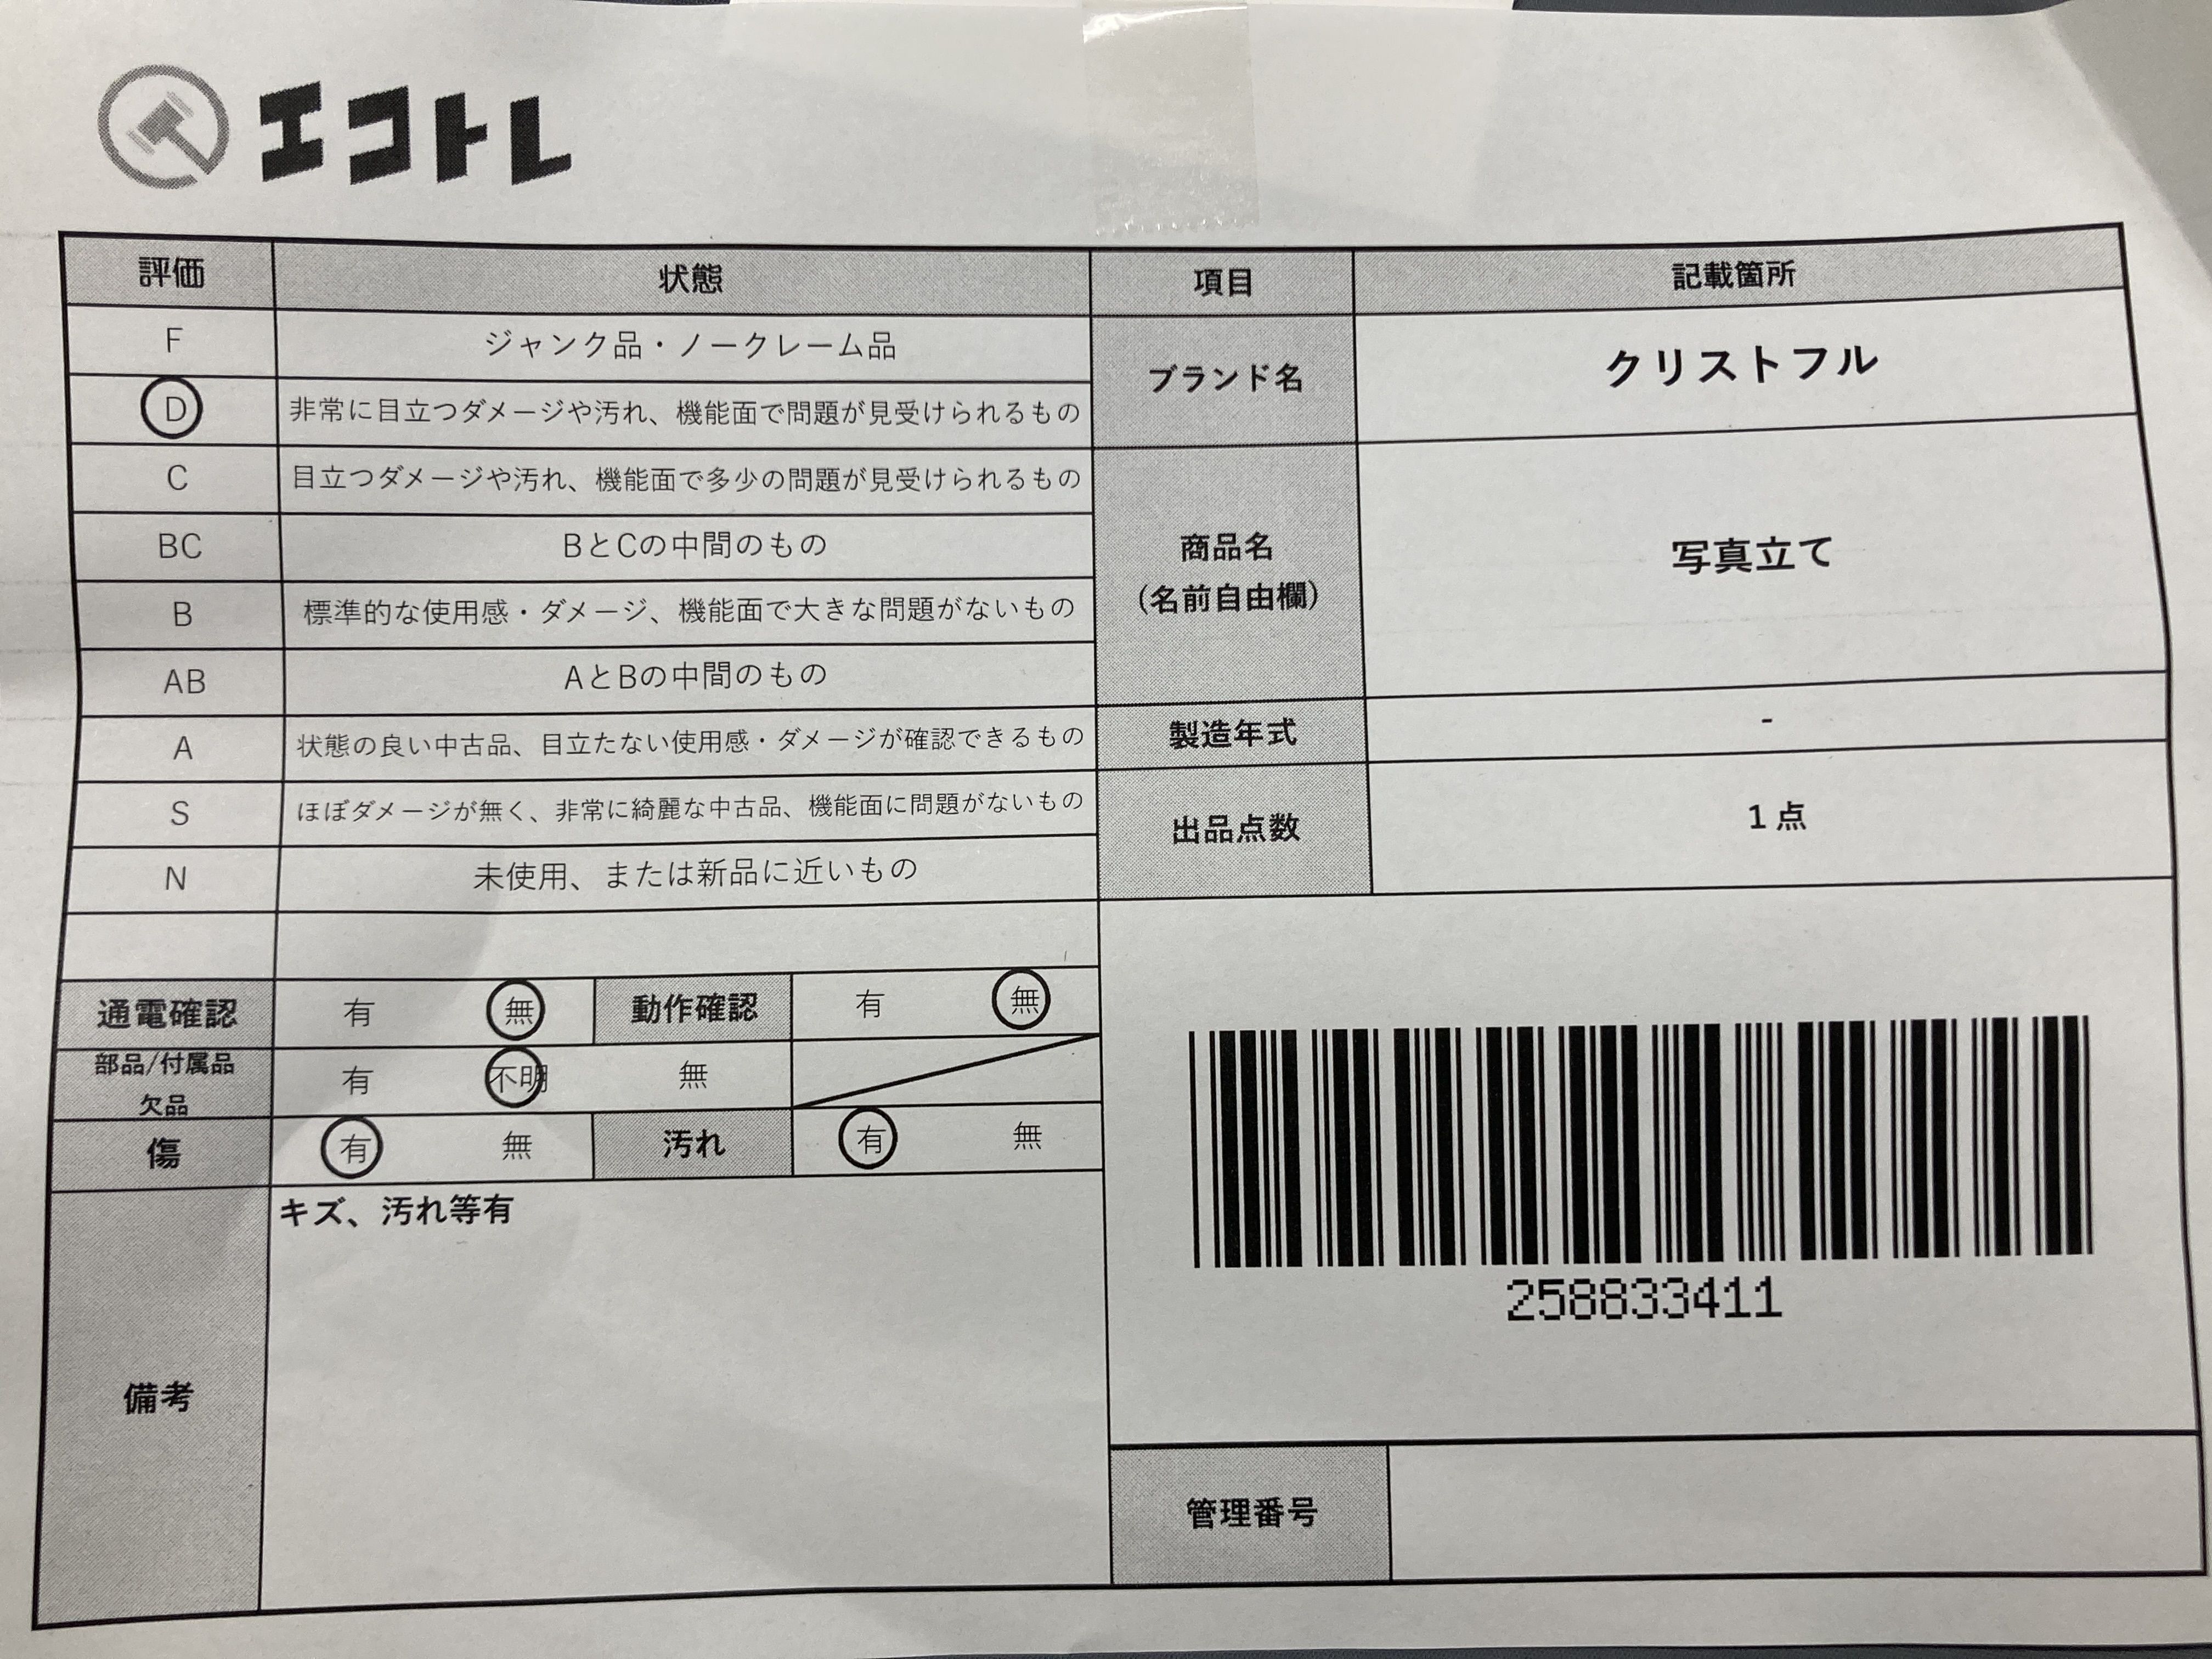 エコトレ
評価 状態 項目 記載箇所
F ジャンク品・ノークレーム品
D 非常に目立つダメージや汚れ、機能面で問題が見受けられるもの
ブランド名 クリストフル
C 目立つダメージや汚れ、機能面で多少の問題が見受けられるもの
BC BとCの中間のもの
商品名
(名前自由欄)
写真立て
B 標準的な使用感・ダメージ、機能面で大きな問題がないもの
AB AとBの中間のもの
A 状態の良い中古品、目立たない使用感・ダメージが確認できるもの
製造年式 -
S ほぼダメージが無く、非常に綺麗な中古品、機能面に問題がないもの
出品点数 1点
N 未使用、または新品に近いもの
通電確認 有 無 動作確認 有 無
部品/付属品
欠品
有 不明 無
傷 有 無 汚れ 有 無
備考
キズ、汚れ等有
258833411
管理番号